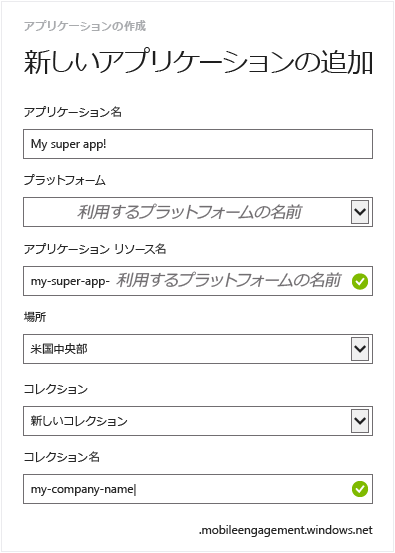 アプリケーションの作成
新しいアプリケーションの追加
アプリケーション名
My super app!
プラットフォーム
利用するプラットフォームの名前
アプリケーション リソース名
my-super-app- 利用するプラットフォームの名前
場所
米国中央部
コレクション
新しいコレクション
コレクション名
my-company-name
.mobileengagement.windows.net